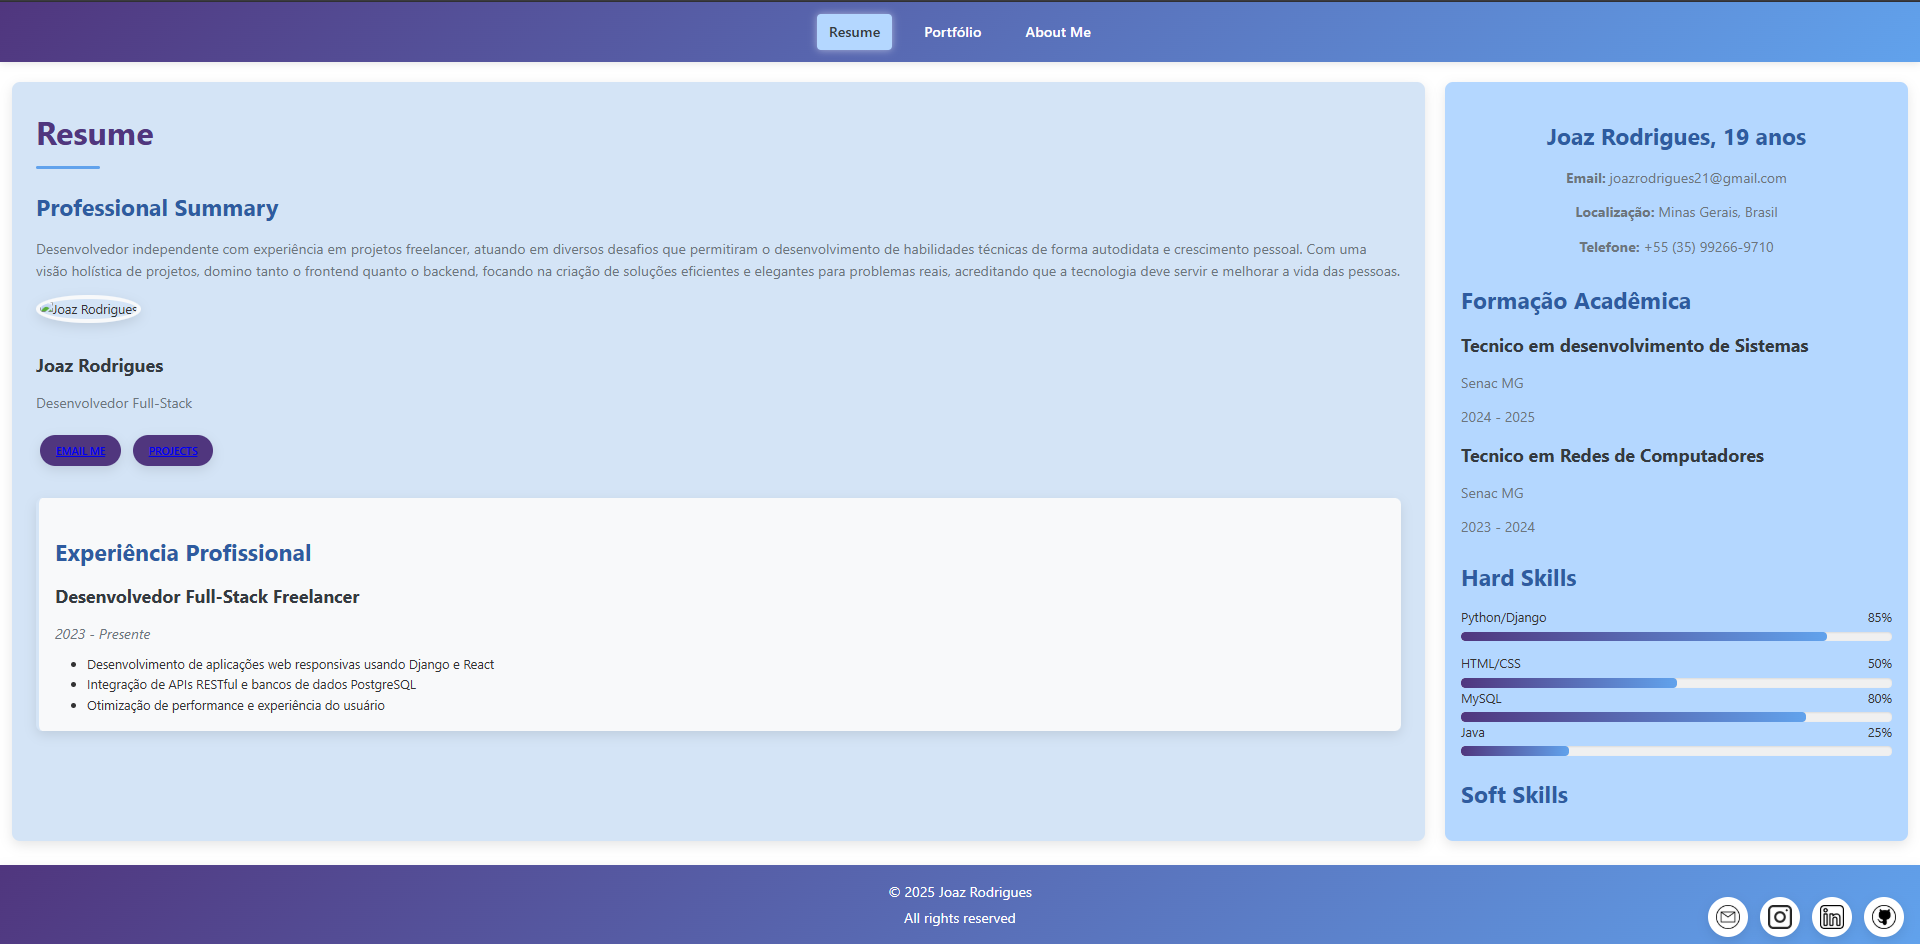 Resume
Portfólio
About Me
Resume
Professional Summary
Desenvolvedor independente com experiência em projetos freelancer, atuando em diversos desafios que permitiram o desenvolvimento de habilidades técnicas de forma autodidata e crescimento pessoal. Com uma
visão holística de projetos, domino tanto o frontend quanto o backend, focando na criação de soluções eficientes e elegantes para problemas reais, acreditando que a tecnologia deve servir e melhorar a vida das pessoas.
Joaz Rodrigues
Joaz Rodrigues
Desenvolvedor Full-Stack
EMAIL ME
PROJECTS
Experiência Profissional
Desenvolvedor Full-Stack Freelancer
2023 - Presente
Desenvolvimento de aplicações web responsivas usando Django e React
Integração de APIs RESTful e bancos de dados PostgreSQL
Otimização de performance e experiência do usuário
Joaz Rodrigues, 19 anos
Email: joazrodrigues21@gmail.com
Localização: Minas Gerais, Brasil
Telefone: +55 (35) 99266-9710
Formação Acadêmica
Tecnico em desenvolvimento de Sistemas
Senac MG
2024 - 2025
Tecnico em Redes de Computadores
Senac MG
2023 - 2024
Hard Skills
Python/Django 85%
HTML/CSS 50%
MySQL 80%
Java 25%
Soft Skills
© 2025 Joaz Rodrigues
All rights reserved